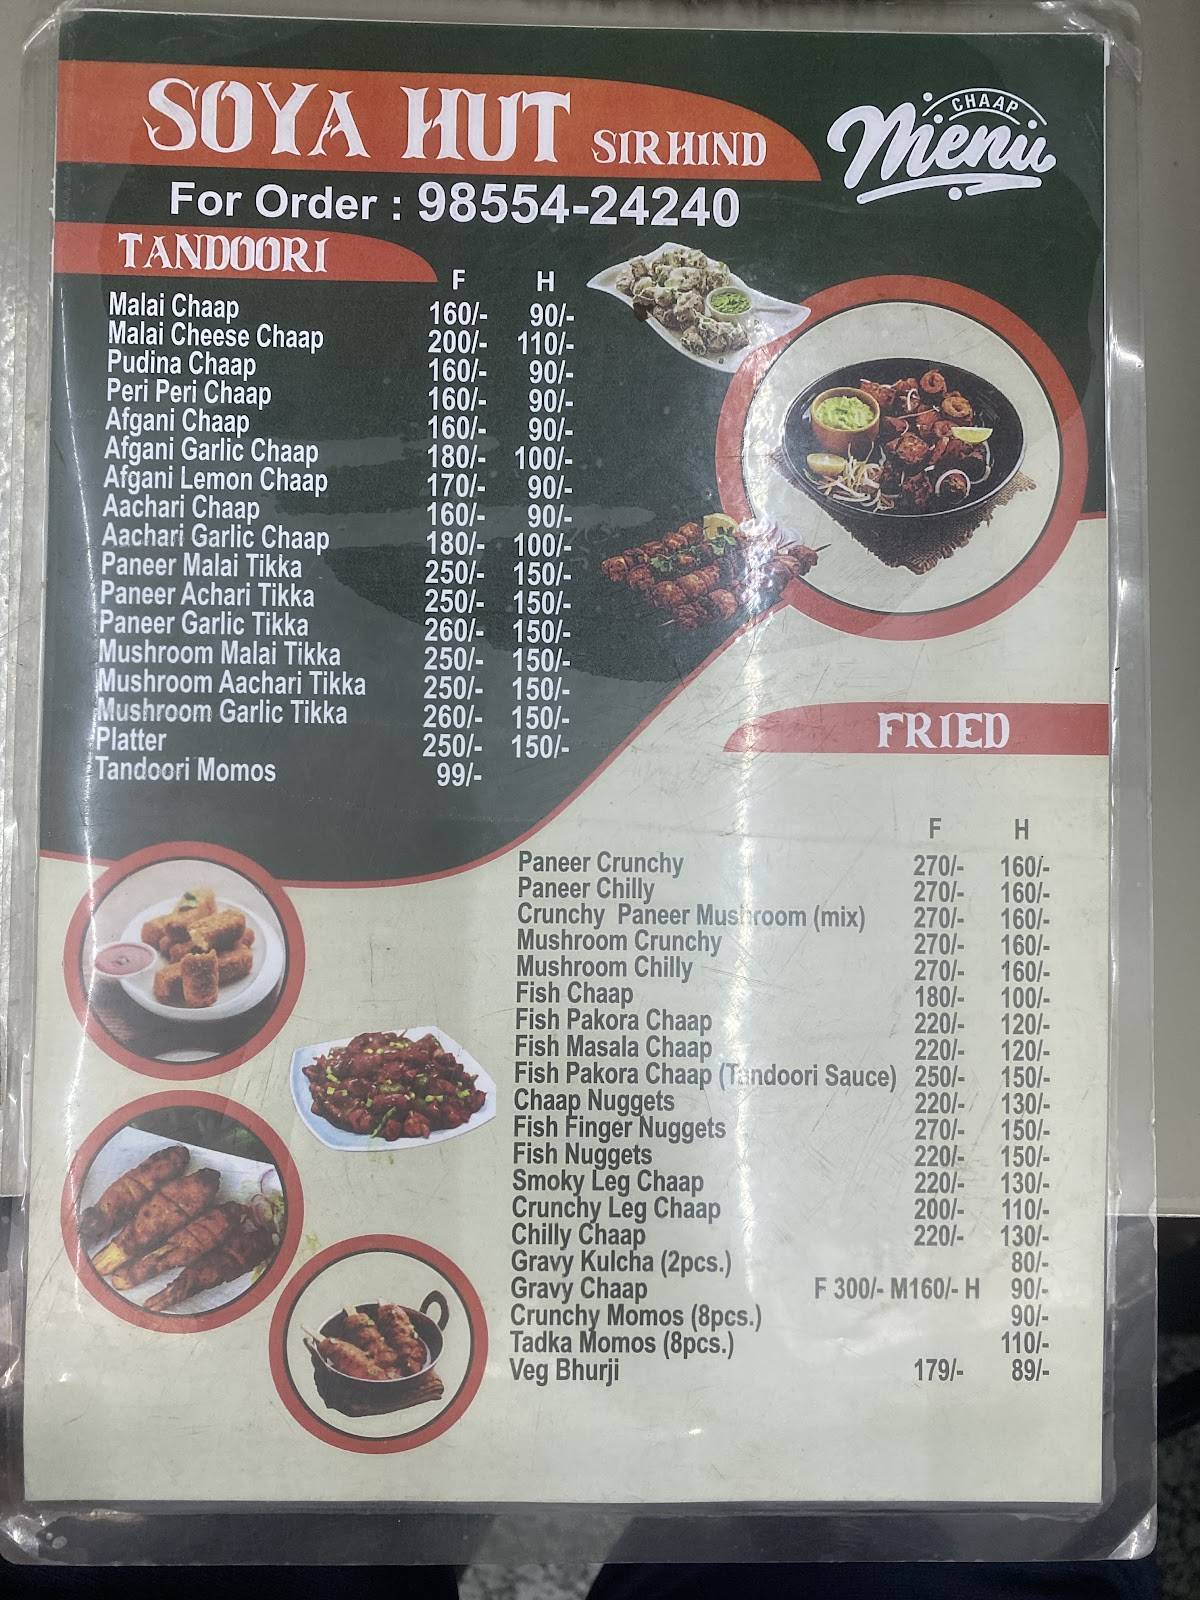 SOYA HUT SIRHIND
CHAAP
Menu
For Order : 98554-24240
TANDOORI
F H
Malai Chaap 160/- 90/-
Malai Cheese Chaap 200/- 110/-
Pudina Chaap 160/- 90/-
Peri Peri Chaap 160/- 90/-
Afgani Chaap 160/- 90/-
Afgani Garlic Chaap 180/- 100/-
Afgani Lemon Chaap 170/- 90/-
Aachari Chaap 160/- 90/-
Aachari Garlic Chaap 180/- 100/-
Paneer Malai Tikka 250/- 150/-
Paneer Achari Tikka 250/- 150/-
Paneer Garlic Tikka 260/- 150/-
Mushroom Malai Tikka 250/- 150/-
Mushroom Aachari Tikka 250/- 150/-
Mushroom Garlic Tikka 260/- 150/-
Platter 250/- 150/-
Tandoori Momos 99/-
FRIED
F H
Paneer Crunchy 270/- 160/-
Paneer Chilly 270/- 160/-
Crunchy Paneer Mushroom (mix) 270/- 160/-
Mushroom Crunchy 270/- 160/-
Mushroom Chilly 270/- 160/-
Fish Chaap 180/- 100/-
Fish Pakora Chaap 220/- 120/-
Fish Masala Chaap 220/- 120/-
Fish Pakora Chaap (Tandoori Sauce) 250/- 150/-
Chaap Nuggets 220/- 130/-
Fish Finger Nuggets 270/- 150/-
Fish Nuggets 220/- 150/-
Smoky Leg Chaap 220/- 130/-
Crunchy Leg Chaap 200/- 110/-
Chilly Chaap 220/- 130/-
Gravy Kulcha (2pcs.) 80/-
Gravy Chaap F 300/- M160/- H 90/-
Crunchy Momos (8pcs.) 90/-
Tadka Momos (8pcs.) 110/-
Veg Bhurji 179/- 89/-